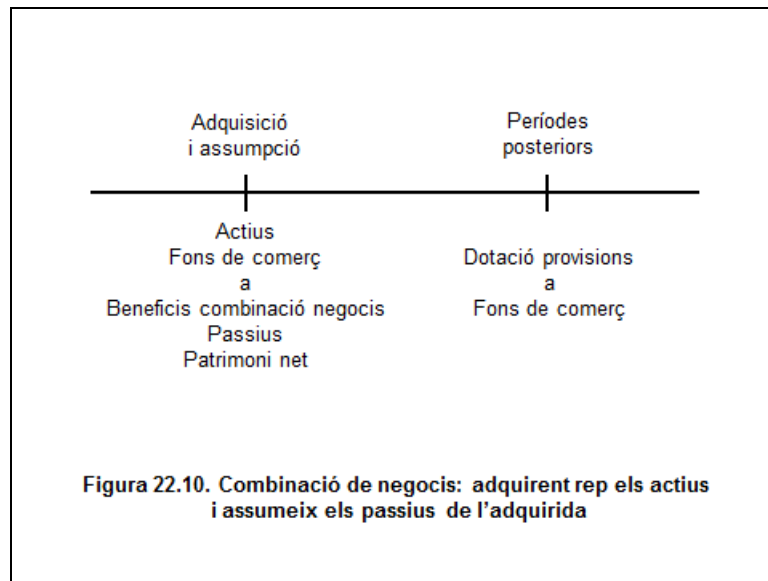 Adquisició
i assumpció
Períodes
posteriors
Actius
Fons de comerç
a
Beneficis combinació negocis
Passius
Patrimoni net
Dotació provisions
a
Fons de comerç
Figura 22.10. Combinació de negocis: adquirent rep els actius
i assumeix els passius de l'adquirida